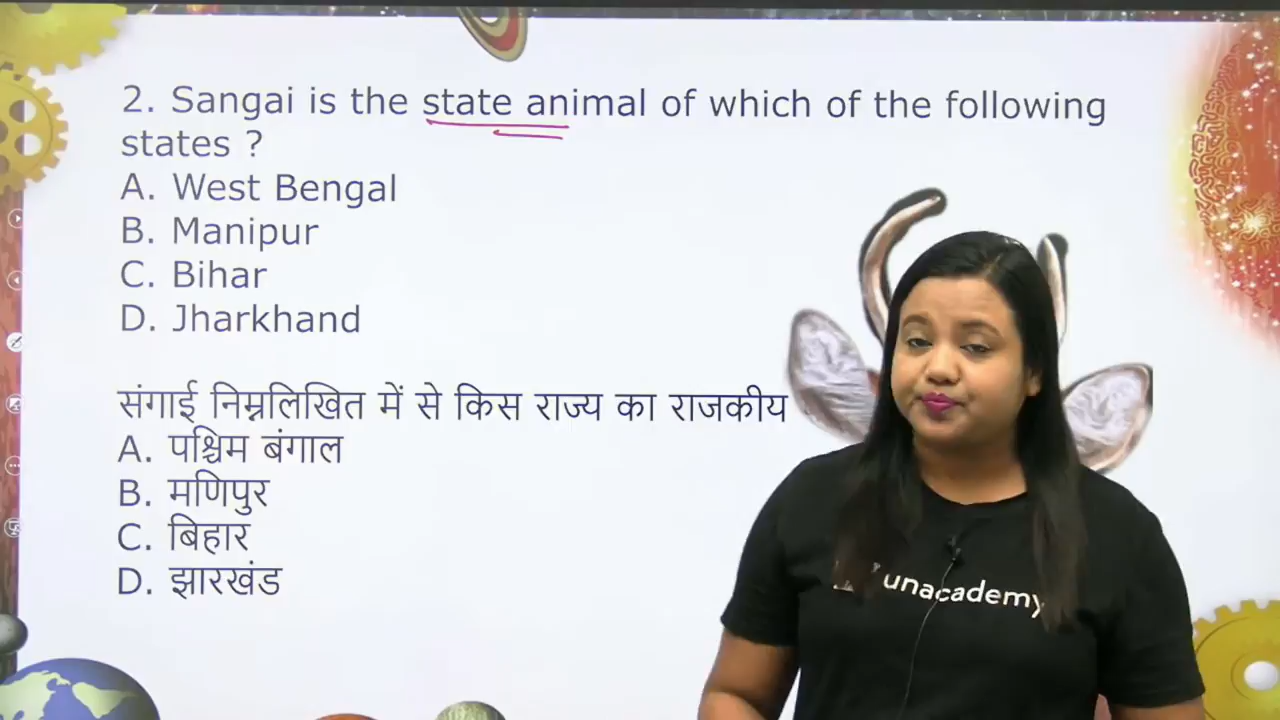 2. Sangai is the state animal of which of the following
states ?
A. West Bengal
B. Manipur
C. Bihar
D. Jharkhand
संगाई निम्नलिखित में से किस राज्य का राजकीय
A. पश्चिम बंगाल
B. मणिपुर
C. बिहार
D. झारखंड
unacademy